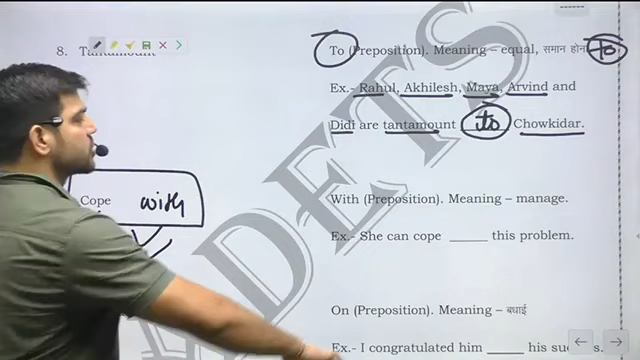 8. Tantamount
To (Preposition). Meaning – equal, समान होना to
Ex.- Rahul, Akhilesh, Maya, Arvind and
Didi are tantamount to Chowkidar.
Cope with
With (Preposition). Meaning – manage.
Ex.- She can cope ______ this problem.
On (Preposition). Meaning – बधाई
Ex.- I congratulated him _____ his